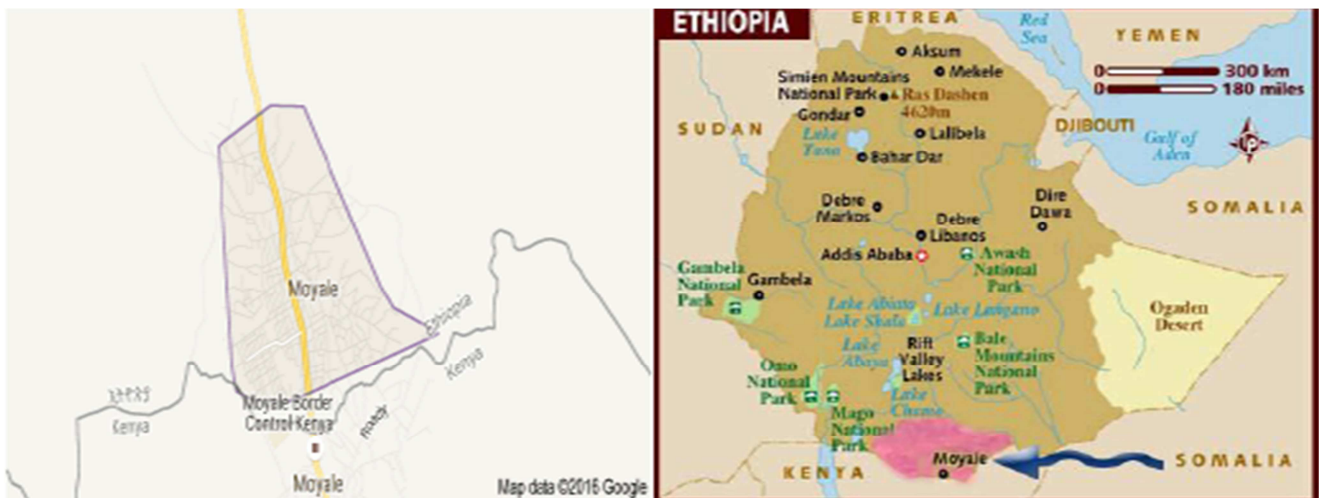 Moyale
Ethiopia
Kenya
Kenya
Moyale Border
Control-Kenya
Road
Moyale
Map data ©2016 Google
ETHIOPIA
ERITREA
Red
Sea
YEMEN
Aksum
Mekele
0 300 km
0 180 miles
Simien Mountains
National Park
Ras Dashen
4620m
Gondar
SUDAN
Lake
Tana
Lalibela
DJIBOUTI
Gulf of
Aden
Bahar Dar
SOMALIA
Debre
Markos
Dire
Dawa
Debre
Libanos
Addis Ababa
Awash
National
Park
Gambela
National
Park
Gambela
Lake Abiata
Lake Shala
Lake Langano
Ogaden
Desert
Lake
Abaya
Rift
Valley
Lakes
Bale
Mountains
National
Park
Omo
National
Park
Mago
National
Park
Lake
Chamo
KENYA
Moyale
SOMALIA